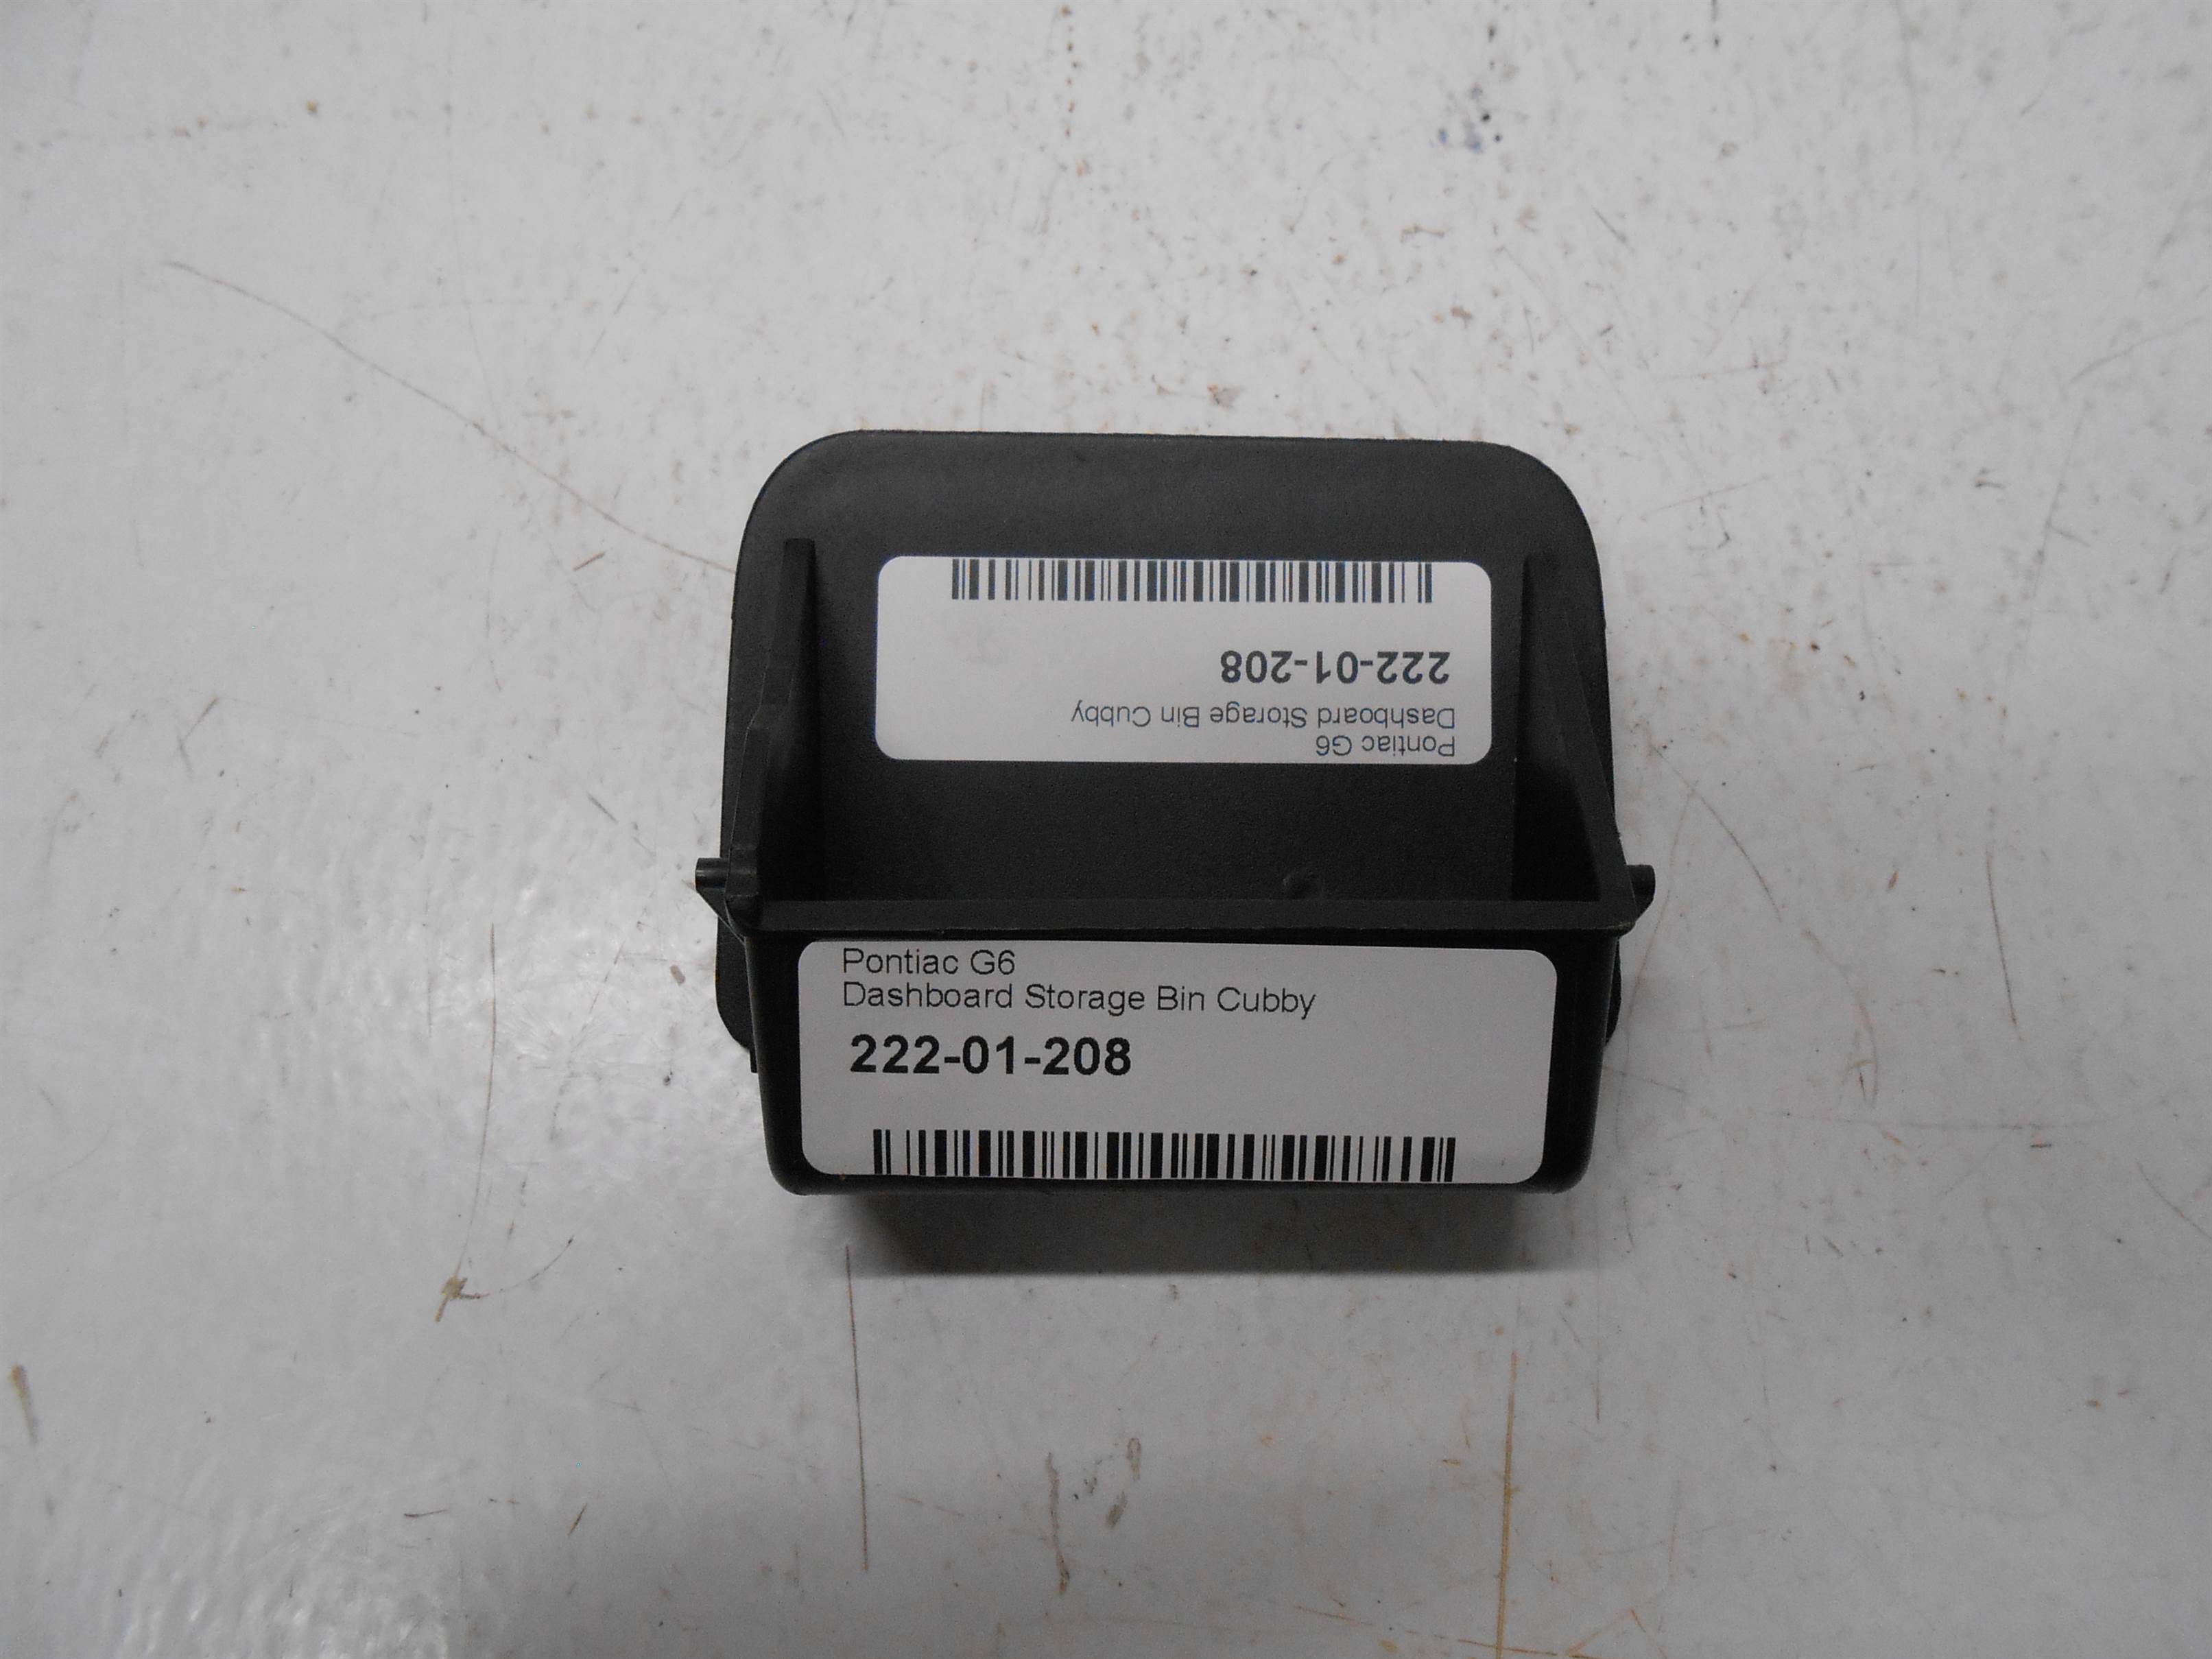 222-01-208
Dashboard Storage Bin Cubby
Pontiac G6
Pontiac G6
Dashboard Storage Bin Cubby
222-01-208